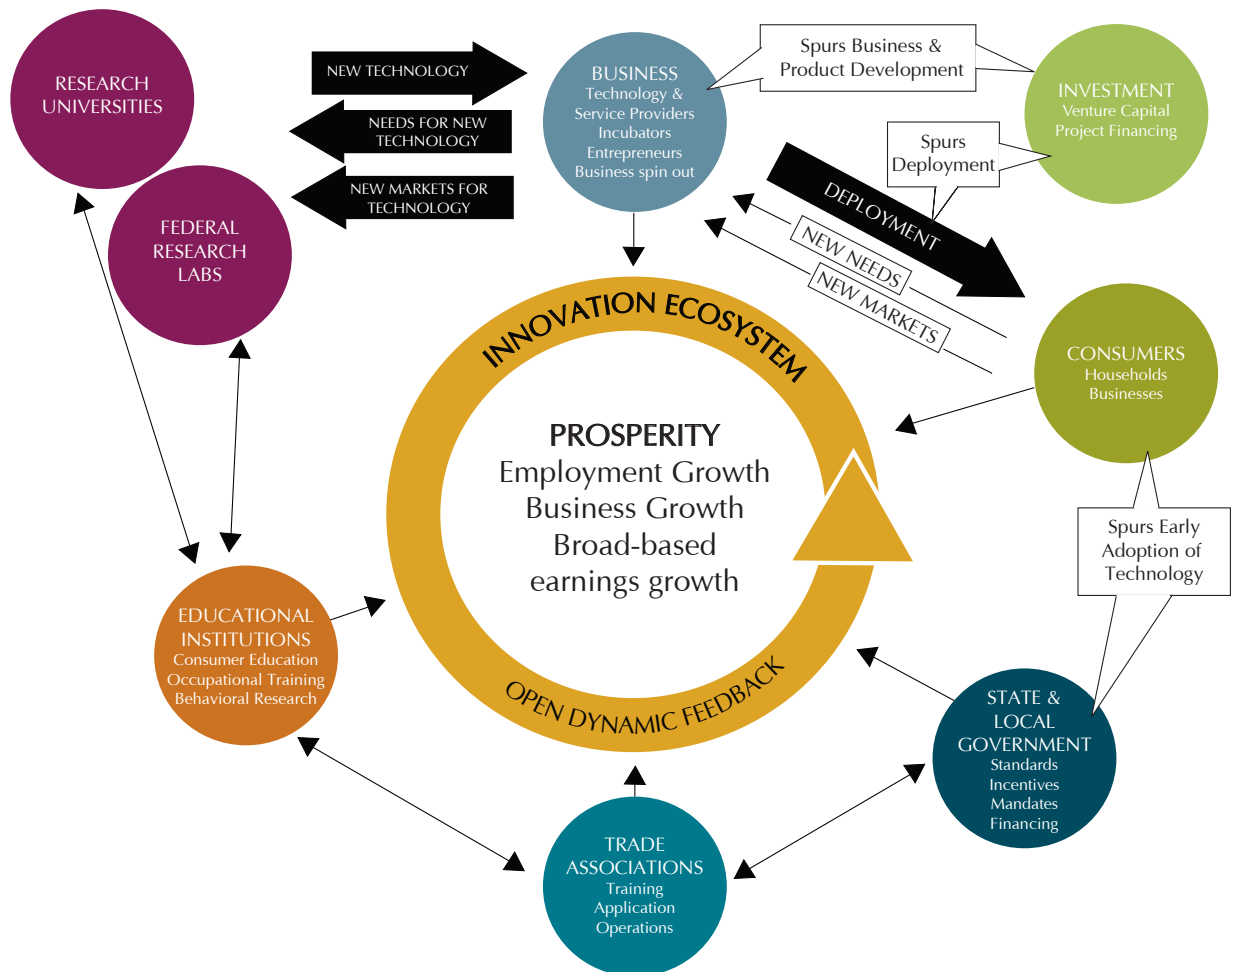 RESEARCH
UNIVERSITIES
FEDERAL
RESEARCH
LABS
NEW TECHNOLOGY
NEEDS FOR NEW
TECHNOLOGY
NEW MARKETS FOR
TECHNOLOGY
BUSINESS
Technology &
Service Providers
Incubators
Entrepreneurs
Business spin out
Spurs Business &
Product Development
INVESTMENT
Venture Capital
Project Financing
Spurs
Deployment
DEPLOYMENT
NEW NEEDS
NEW MARKETS
CONSUMERS
Households
Businesses
INNOVATION ECOSYSTEM
PROSPERITY
Employment Growth
Business Growth
Broad-based
earnings growth
OPEN DYNAMIC FEEDBACK
Spurs Early
Adoption of
Technology
EDUCATIONAL
INSTITUTIONS
Consumer Education
Occupational Training
Behavioral Research
STATE &
LOCAL
GOVERNMENT
Standards
Incentives
Mandates
Financing
TRADE
ASSOCIATIONS
Training
Application
Operations